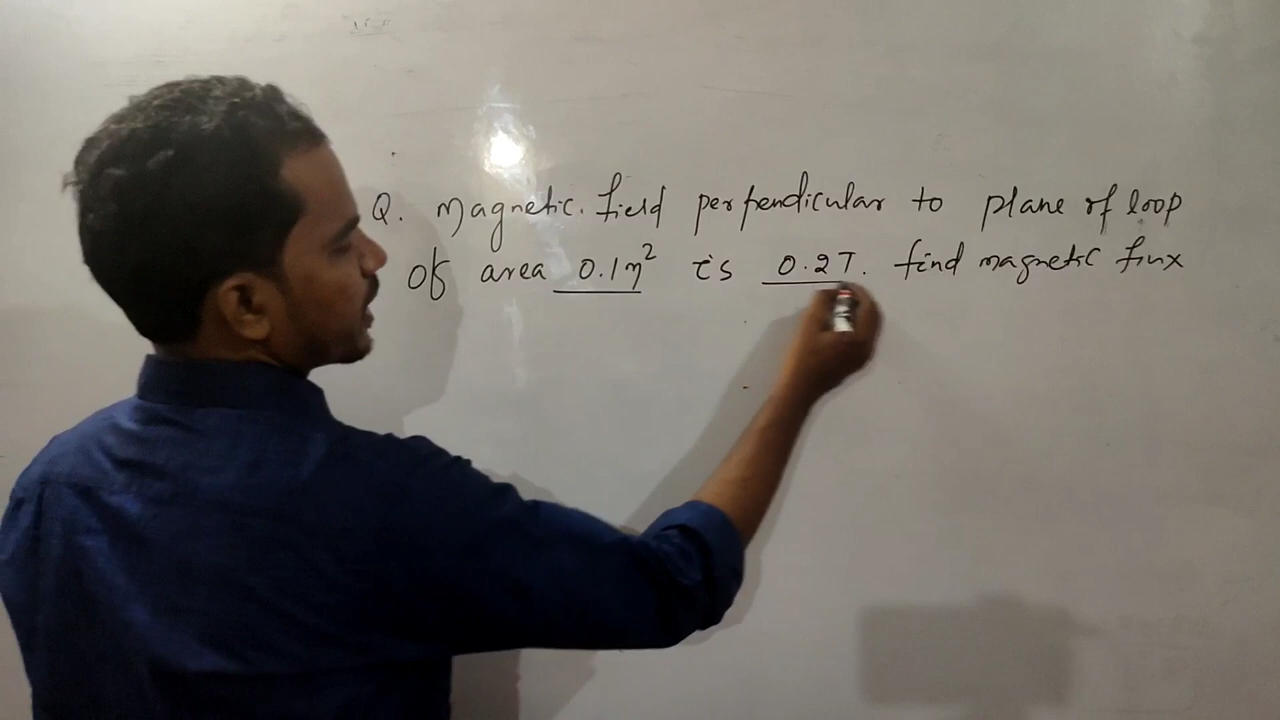 Q. Magnetic. field perpendicular to plane of loop
of area 0.1m² is 0.2T. find magnetic flux